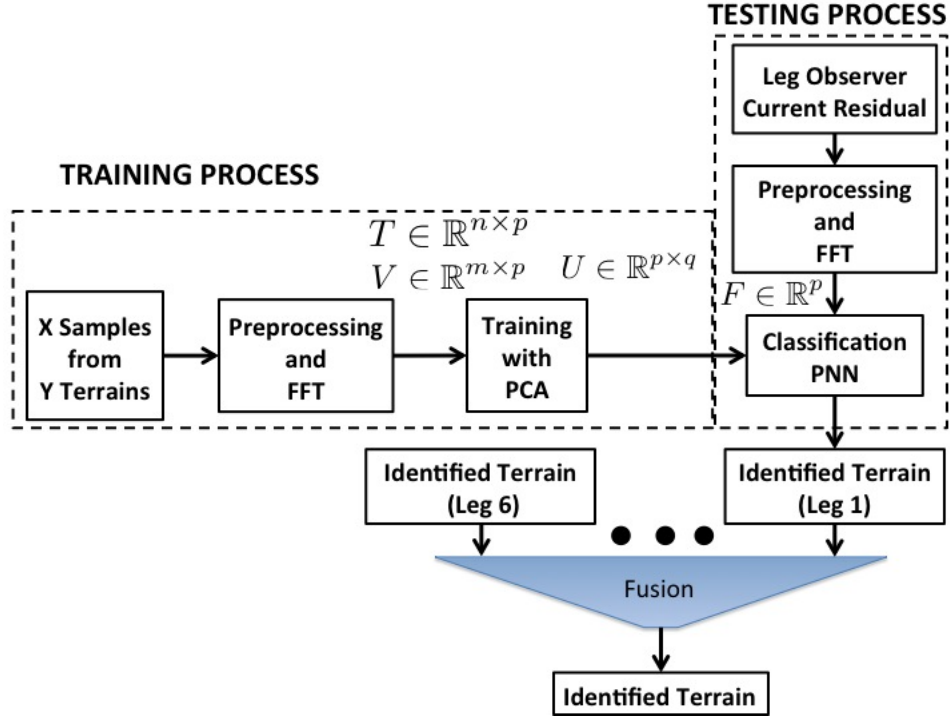 TESTING PROCESS
Leg Observer
Current Residual
Preprocessing
and
FFT
F ∈ ℝ^p
Classification
PNN
TRAINING PROCESS
T ∈ ℝ^{n×p}
V ∈ ℝ^{m×p}
U ∈ ℝ^{p×q}
X Samples
from
Y Terrains
Preprocessing
and
FFT
Training
with
PCA
Identified Terrain
(Leg 6)
Identified Terrain
(Leg 1)
Fusion
Identified Terrain